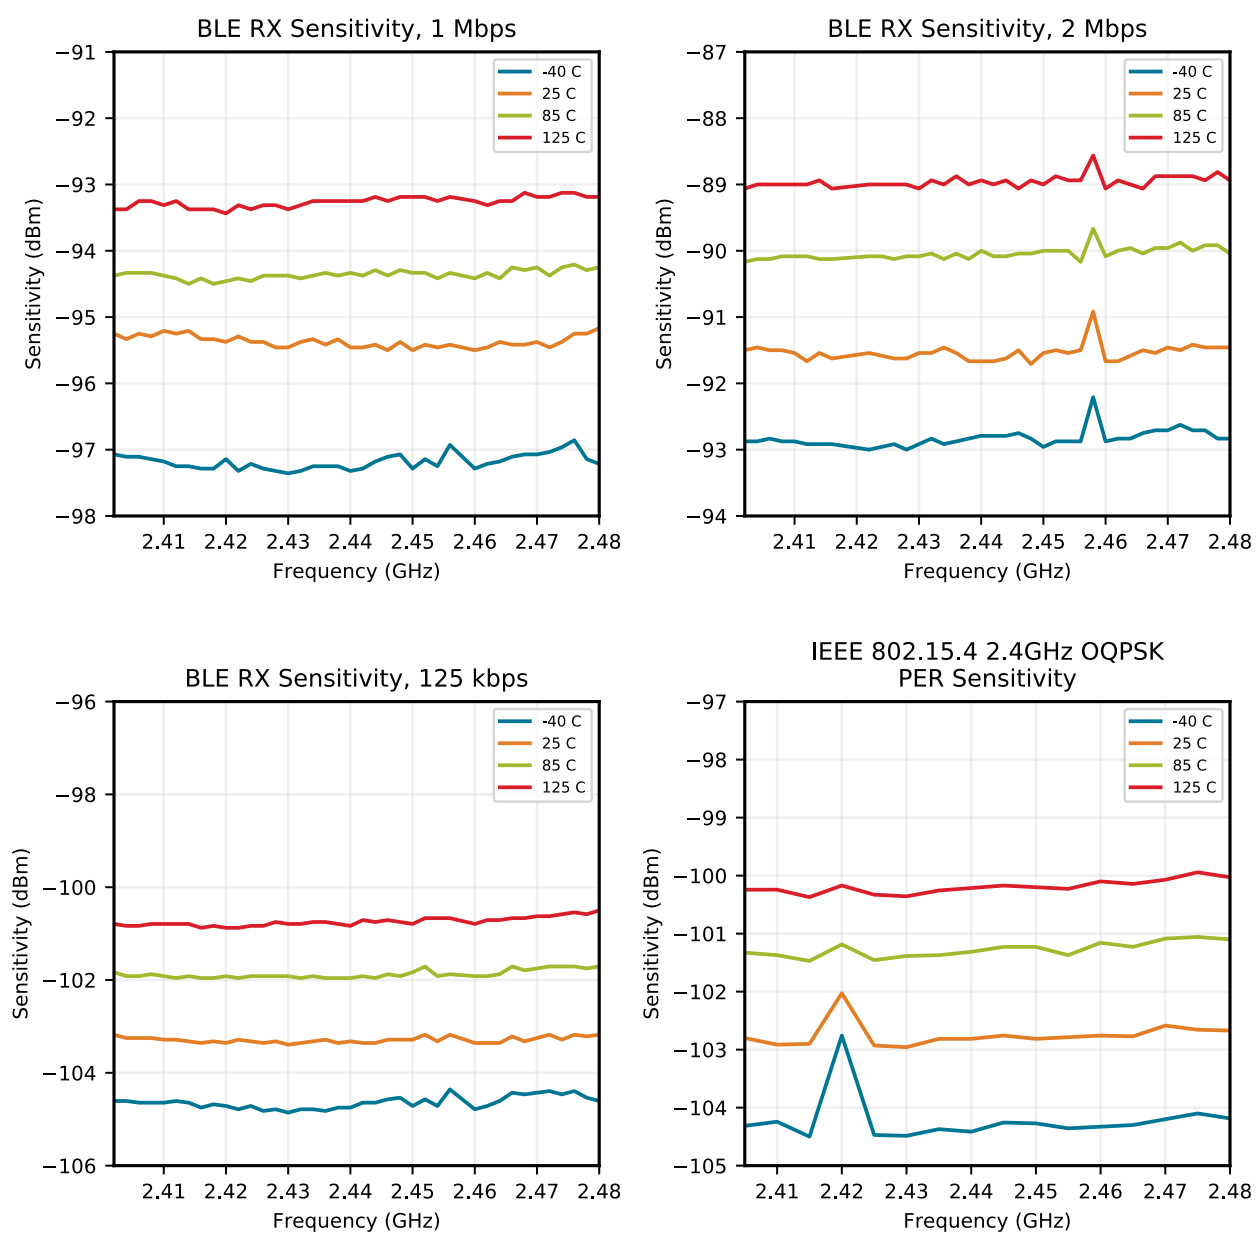 BLE RX Sensitivity, 1 Mbps
−91
−92
−93
−94
−95
−96
−97
−98
Sensitivity (dBm)
-40 C
25 C
85 C
125 C
2.41 2.42 2.43 2.44 2.45 2.46 2.47 2.48
Frequency (GHz)
BLE RX Sensitivity, 2 Mbps
−87
−88
−89
−90
−91
−92
−93
−94
Sensitivity (dBm)
-40 C
25 C
85 C
125 C
2.41 2.42 2.43 2.44 2.45 2.46 2.47 2.48
Frequency (GHz)
BLE RX Sensitivity, 125 kbps
−96
−98
−100
−102
−104
−106
Sensitivity (dBm)
-40 C
25 C
85 C
125 C
2.41 2.42 2.43 2.44 2.45 2.46 2.47 2.48
Frequency (GHz)
IEEE 802.15.4 2.4GHz OQPSK
PER Sensitivity
−97
−98
−99
−100
−101
−102
−103
−104
−105
Sensitivity (dBm)
-40 C
25 C
85 C
125 C
2.41 2.42 2.43 2.44 2.45 2.46 2.47 2.48
Frequency (GHz)